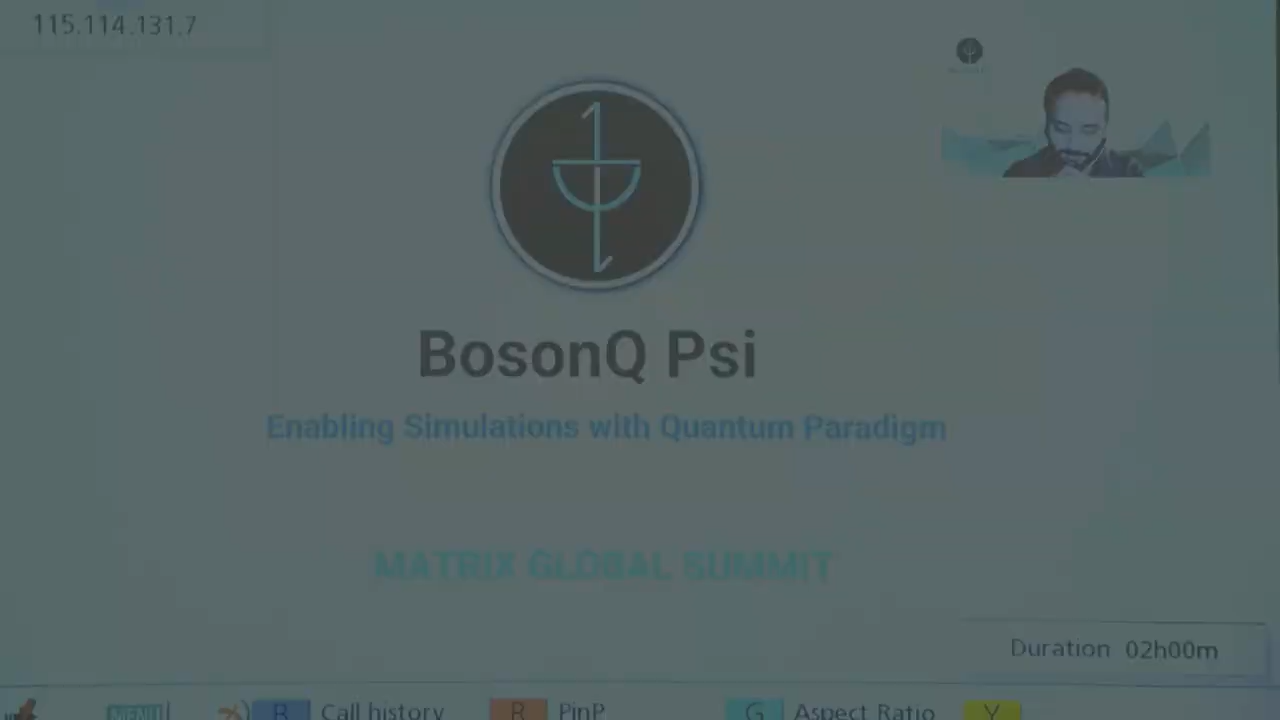 115.114.131.7
BosonQ Psi
Enabling Simulations with Quantum Paradigm
MATRIX GLOBAL SUMMIT
Duration 02h00m
MENU B Call history R PinP G Aspect Ratio Y